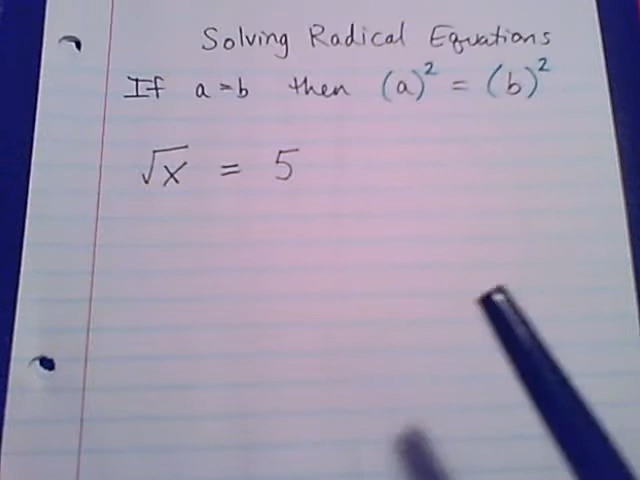 Solving Radical Equations
If a = b then (a)² = (b)²
√x = 5